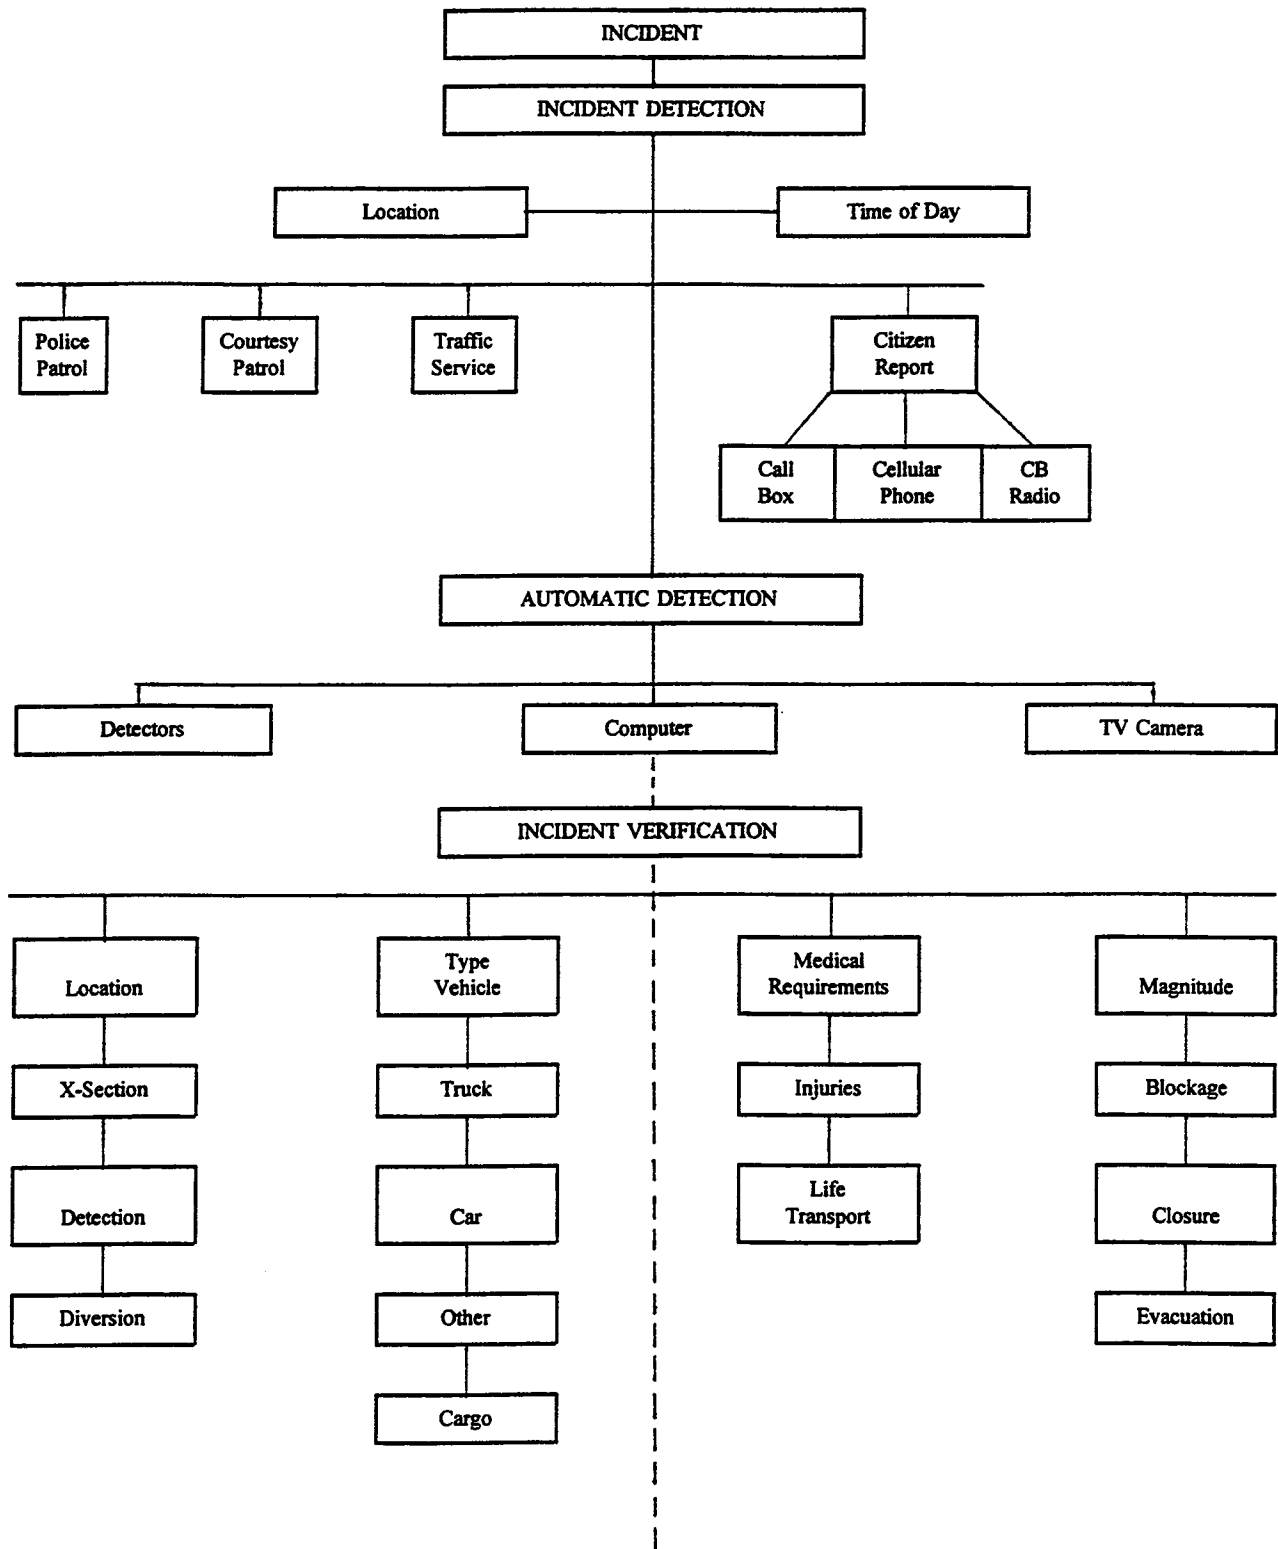 INCIDENT
INCIDENT DETECTION
Location
Time of Day
Police
Patrol
Courtesy
Patrol
Traffic
Service
Citizen
Report
Call
Box
Cellular
Phone
CB
Radio
AUTOMATIC DETECTION
Detectors
Computer
TV Camera
INCIDENT VERIFICATION
Location
Type
Vehicle
Medical
Requirements
Magnitude
X-Section
Truck
Injuries
Blockage
Detection
Car
Life
Transport
Closure
Diversion
Other
Evacuation
Cargo